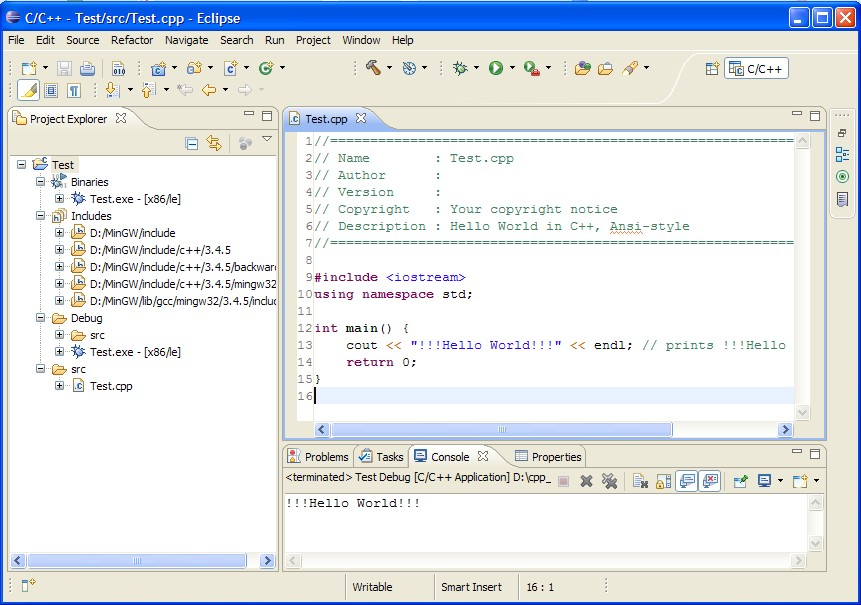 C/C++ - Test/src/Test.cpp - Eclipse
File Edit Source Refactor Navigate Search Run Project Window Help
010
C/C++
Project Explorer
Test
Binaries
Test.exe - [x86/le]
Includes
D:/MinGW/include
D:/MinGW/include/c++/3.4.5
D:/MinGW/include/c++/3.4.5/backwar
D:/MinGW/include/c++/3.4.5/mingw32
D:/MinGW/lib/gcc/mingw32/3.4.5/includ
Debug
src
Test.exe - [x86/le]
src
Test.cpp
Test.cpp
1//============================================================
2// Name        : Test.cpp
3// Author      :
4// Version     :
5// Copyright   : Your copyright notice
6// Description : Hello World in C++, Ansi-style
7//============================================================
8
9#include <iostream>
10using namespace std;
11
12int main() {
13    cout << "!!!Hello World!!!" << endl; // prints !!!Hello
14    return 0;
15}
16
Problems Tasks Console Properties
<terminated> Test Debug [C/C++ Application] D:\cpp_
!!!Hello World!!!
Writable Smart Insert 16 : 1